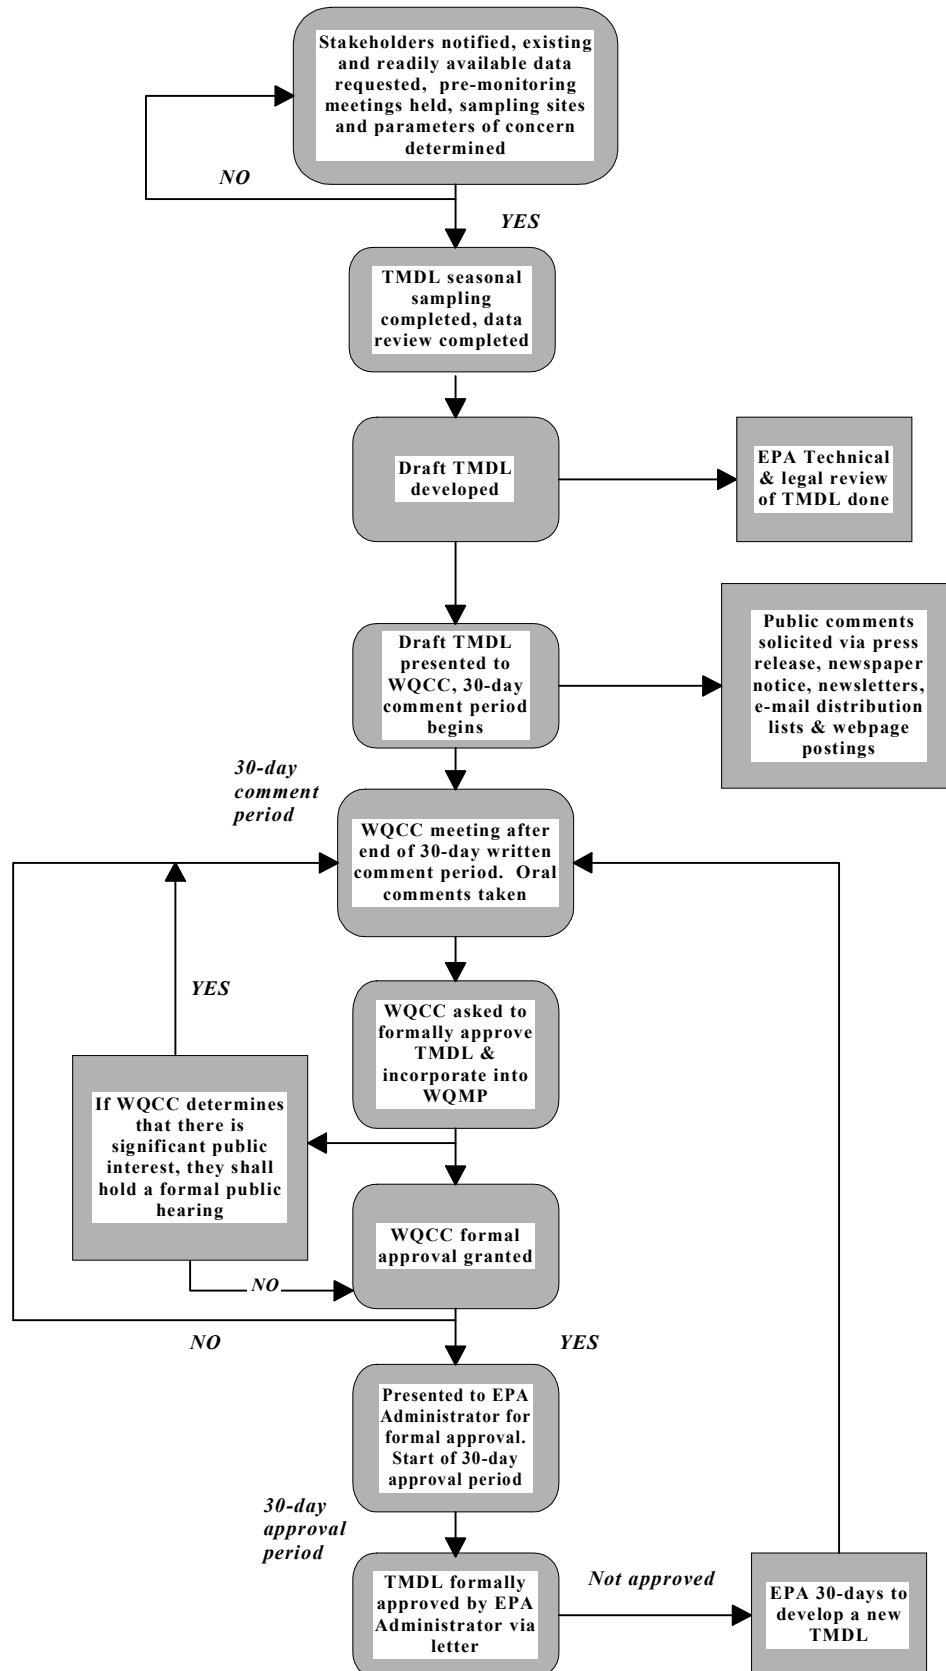 Stakeholders notified, existing
and readily available data
requested, pre-monitoring
meetings held, sampling sites
and parameters of concern
determined
NO
YES
TMDL seasonal
sampling
completed, data
review completed
Draft TMDL
developed
EPA Technical
& legal review
of TMDL done
Draft TMDL
presented to
WQCC, 30-day
comment period
begins
Public comments
solicited via press
release, newspaper
notice, newsletters,
e-mail distribution
lists & webpage
postings
30-day
comment
period
WQCC meeting after
end of 30-day written
comment period. Oral
comments taken
YES
WQCC asked to
formally approve
TMDL &
incorporate into
WQMP
If WQCC determines
that there is
significant public
interest, they shall
hold a formal public
hearing
WQCC formal
approval granted
NO
NO
YES
Presented to EPA
Administrator for
formal approval.
Start of 30-day
approval period
30-day
approval
period
TMDL formally
approved by EPA
Administrator via
letter
Not approved
EPA 30-days to
develop a new
TMDL